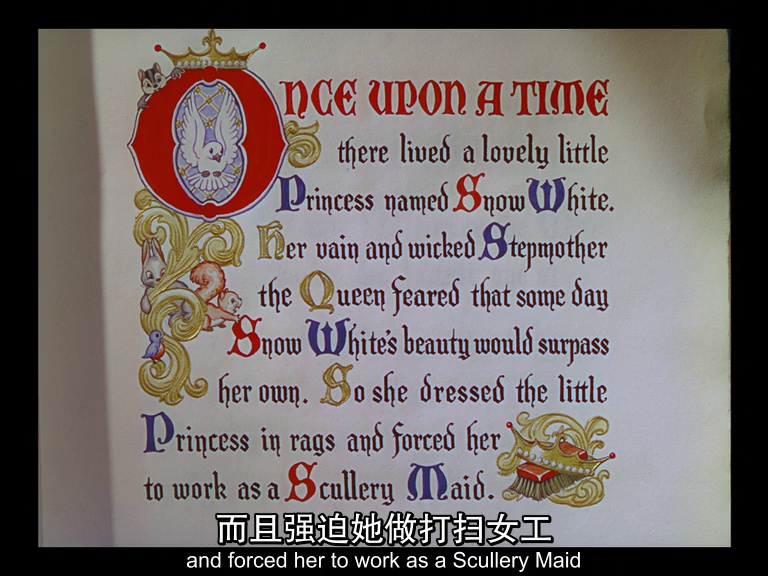 ONCE UPON A TIME
there lived a lovely little
Princess named Snow White.
Her vain and wicked Stepmother
the Queen feared that some day
Snow White's beauty would surpass
her own. So she dressed the little
Princess in rags and forced her
to work as a Scullery Maid.
而且强迫她做打扫女工
and forced her to work as a Scullery Maid